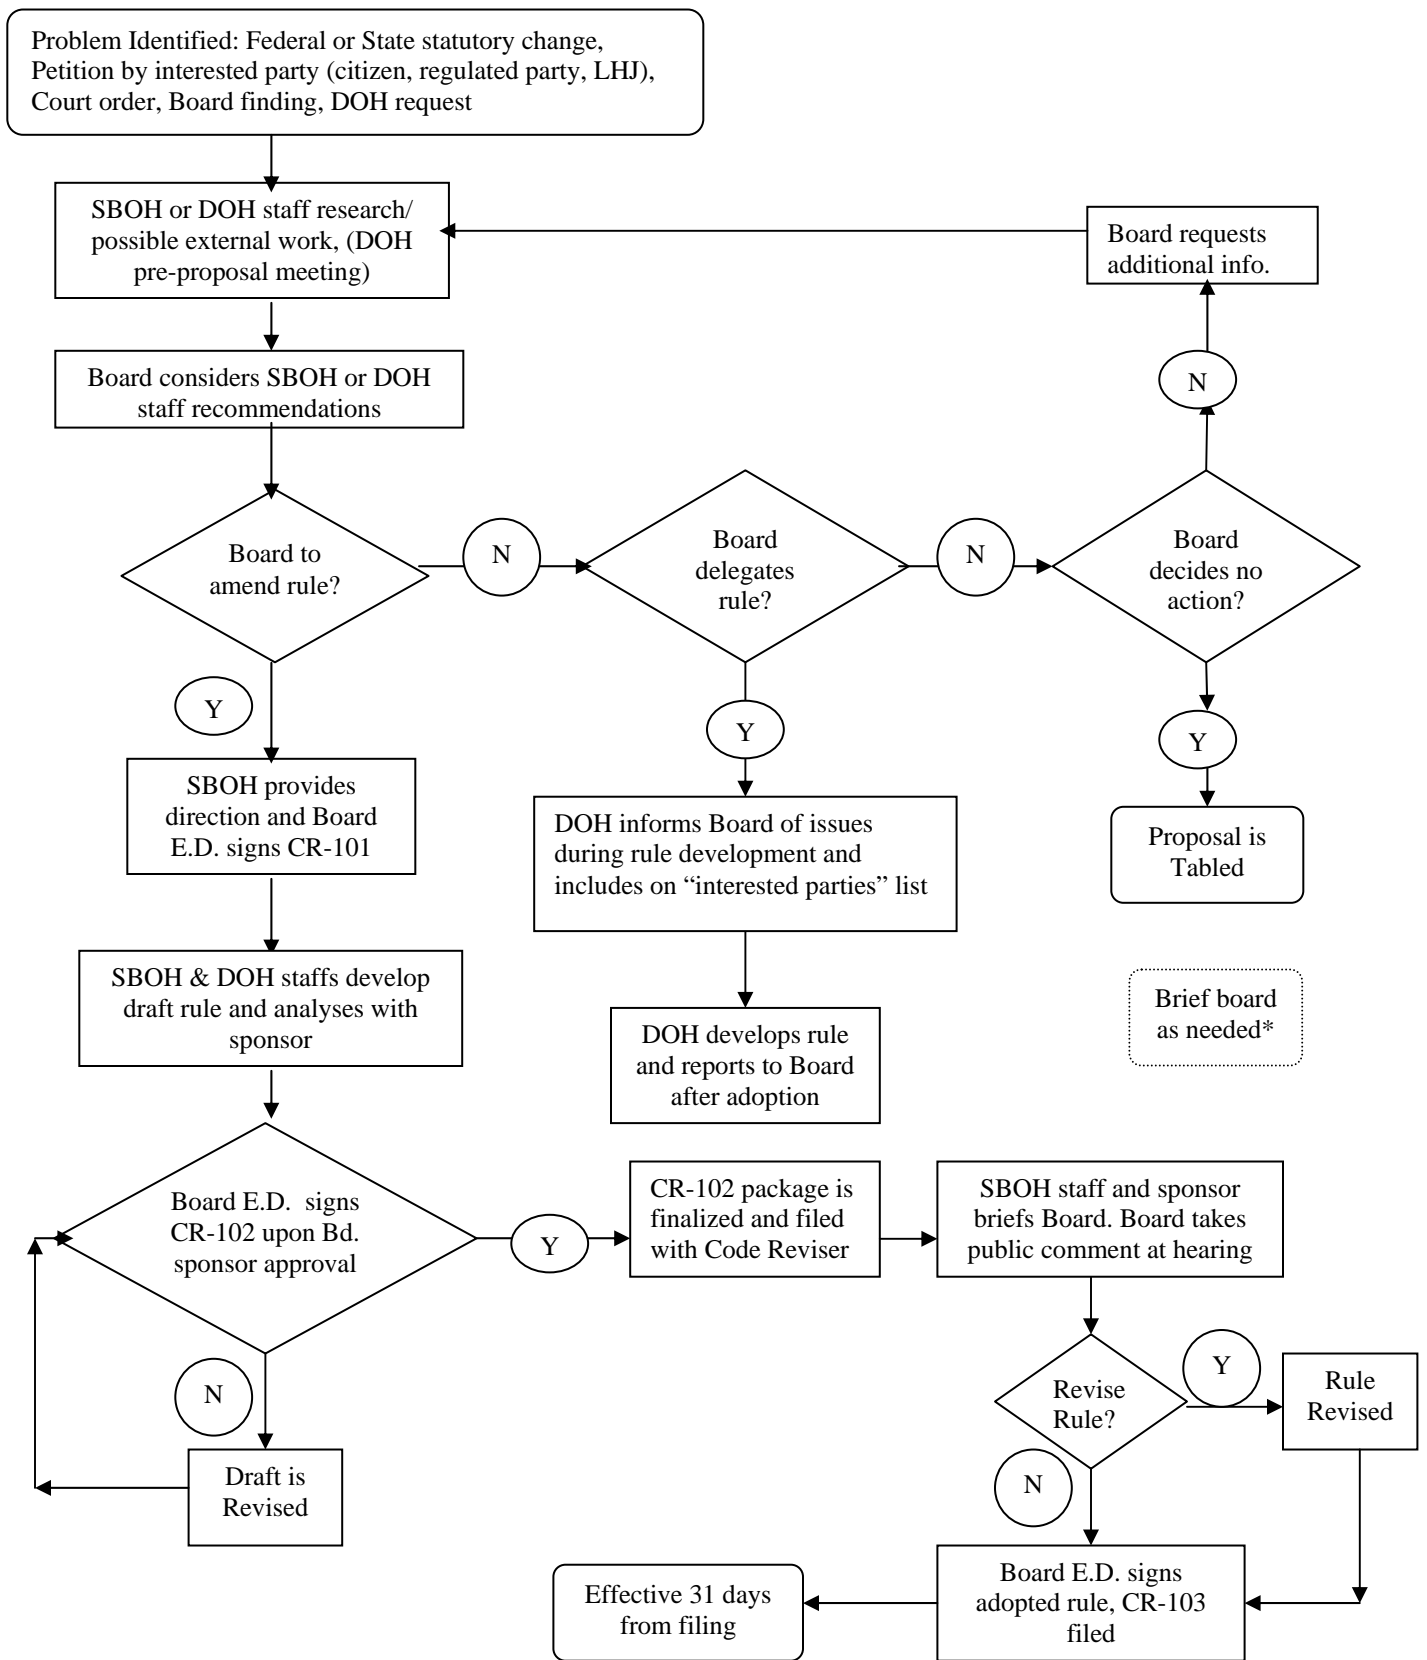 Problem Identified: Federal or State statutory change,
Petition by interested party (citizen, regulated party, LHJ),
Court order, Board finding, DOH request
SBOH or DOH staff research/
possible external work, (DOH
pre-proposal meeting)
Board requests
additional info.
Board considers SBOH or DOH
staff recommendations
N
Board to
amend rule?
N
Board
delegates
rule?
N
Board
decides no
action?
Y
Y
Y
SBOH provides
direction and Board
E.D. signs CR-101
DOH informs Board of issues
during rule development and
includes on “interested parties” list
Proposal is
Tabled
SBOH & DOH staffs develop
draft rule and analyses with
sponsor
DOH develops rule
and reports to Board
after adoption
Brief board
as needed*
Board E.D.  signs
CR-102 upon Bd.
sponsor approval
Y
CR-102 package is
finalized and filed
with Code Reviser
SBOH staff and sponsor
briefs Board. Board takes
public comment at hearing
N
Draft is
Revised
Revise
Rule?
Y
Rule
Revised
N
Board E.D. signs
adopted rule, CR-103
filed
Effective 31 days
from filing